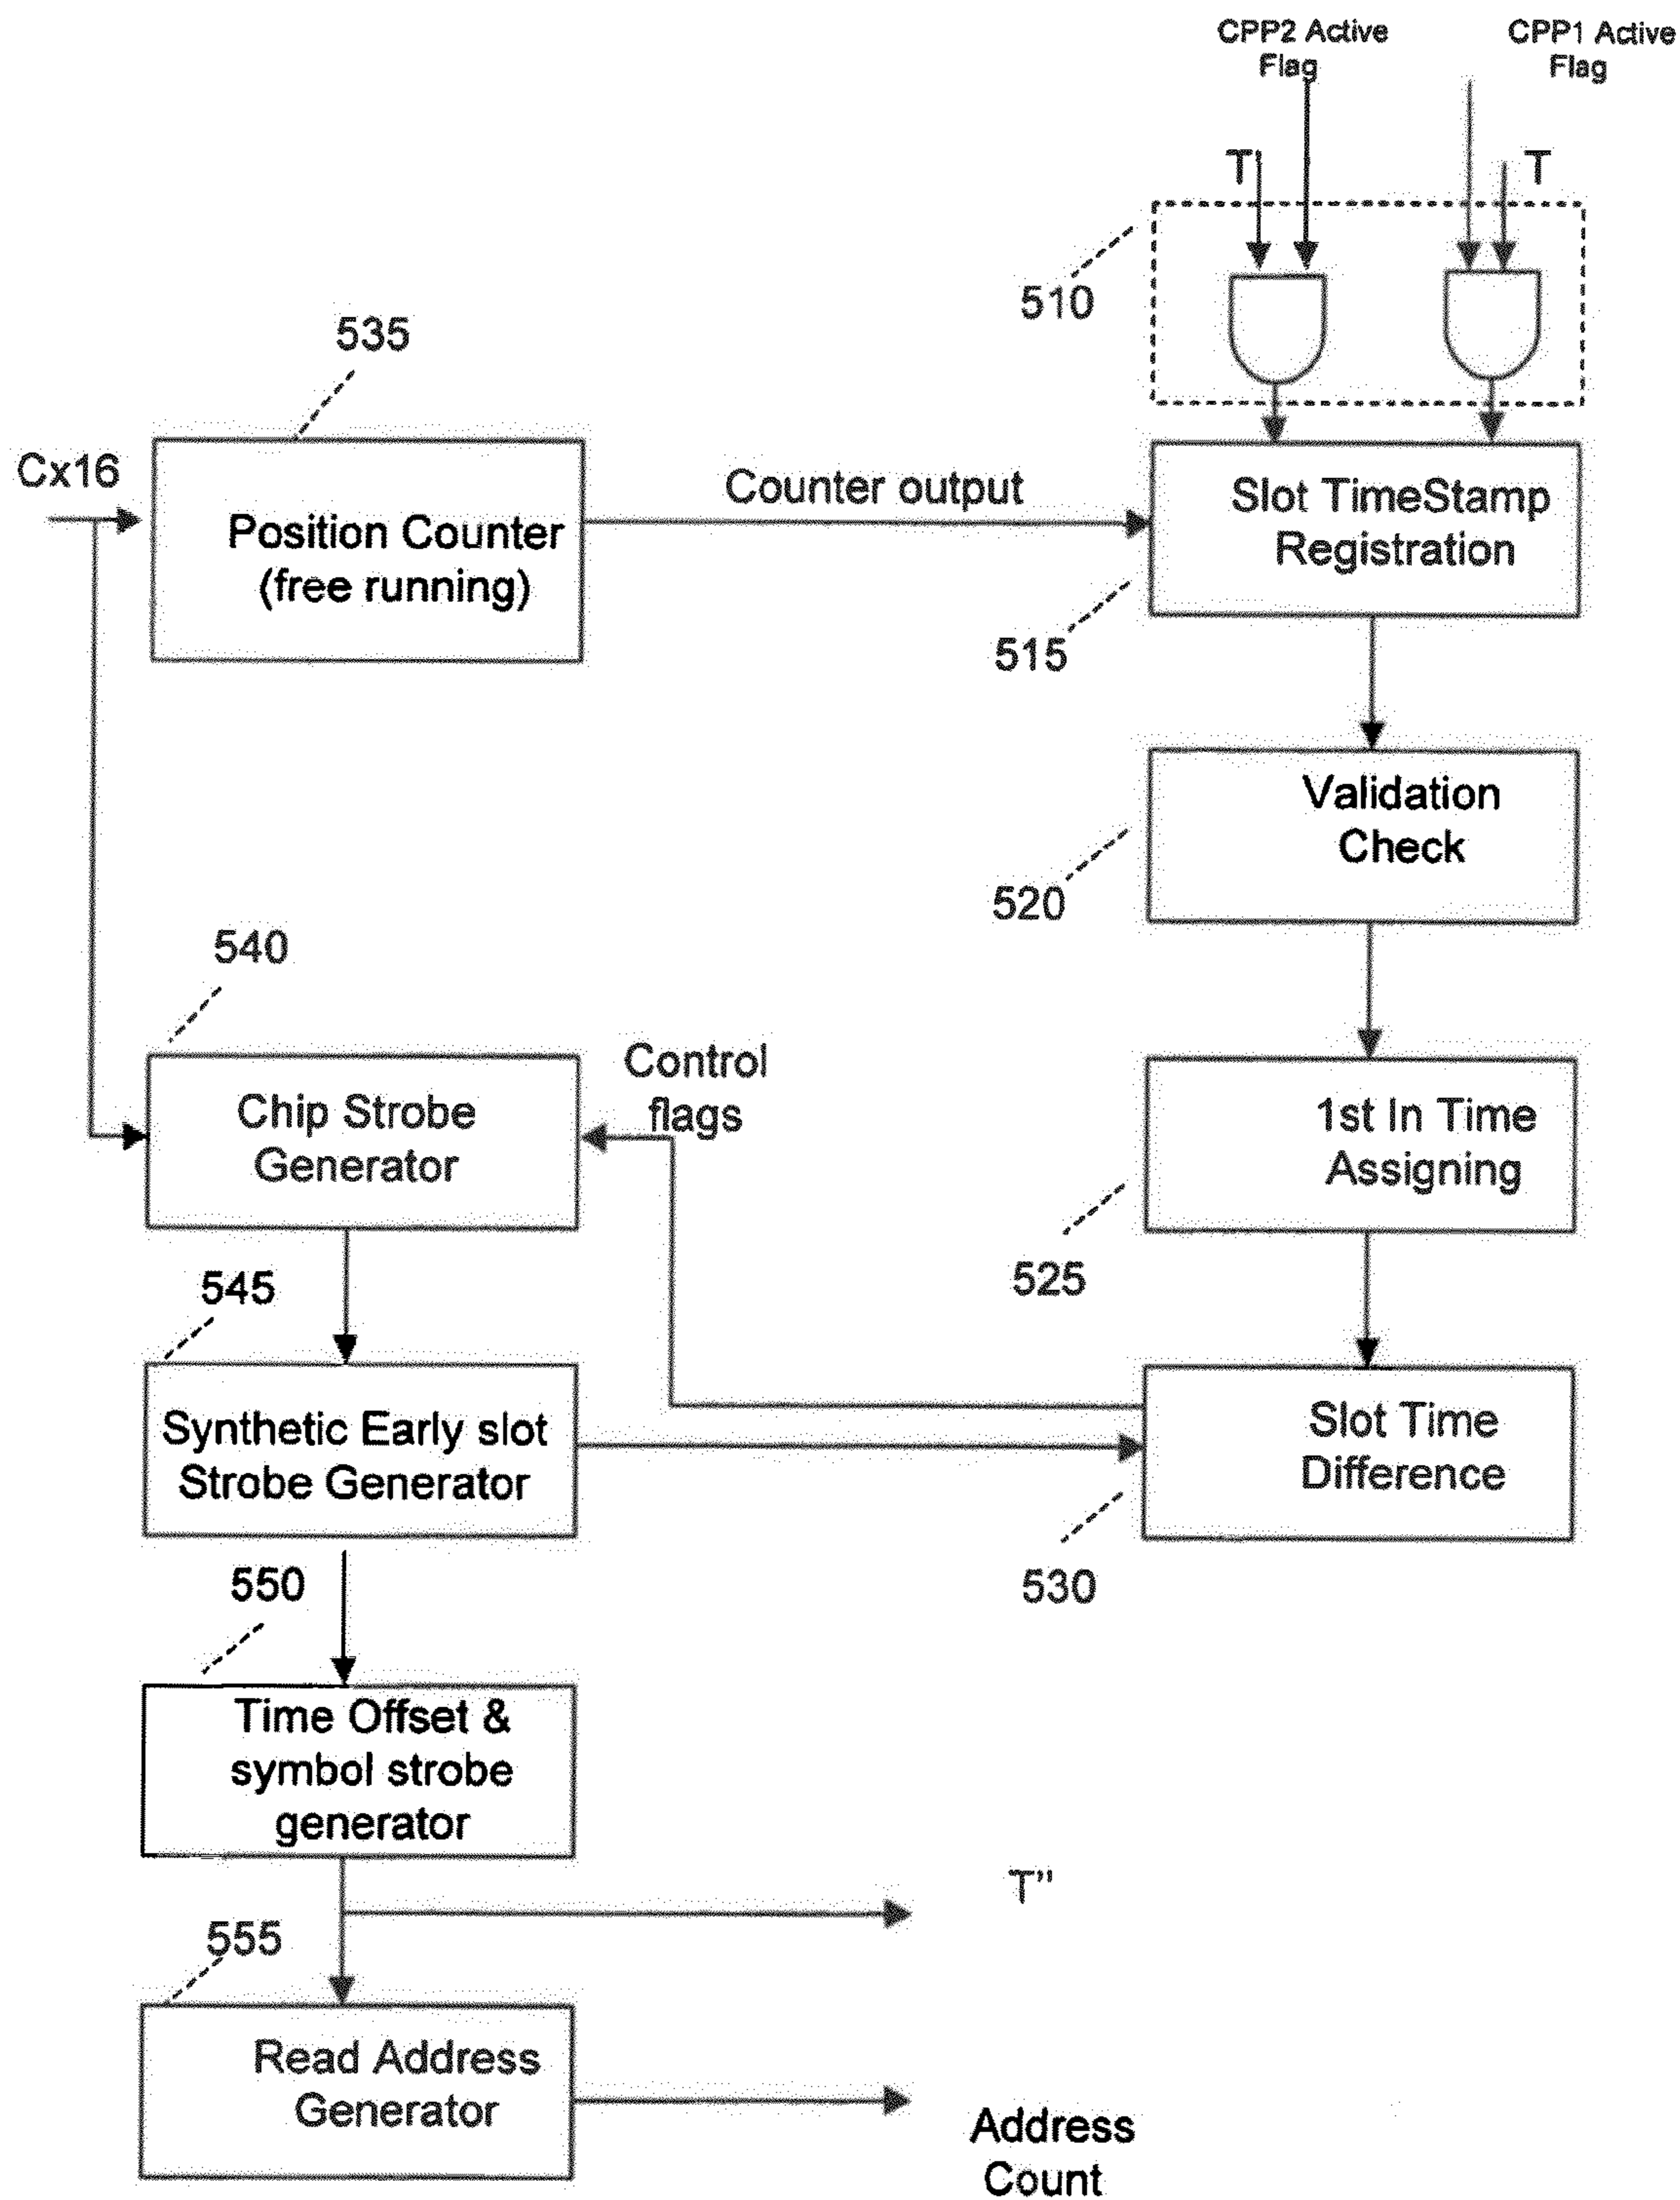 CPP2 Active
Flag
CPP1 Active
Flag
T'
T
510
535
Cx16
Position Counter
(free running)
Counter output
Slot TimeStamp
Registration
515
Validation
Check
520
540
Chip Strobe
Generator
Control
flags
1st In Time
Assigning
525
545
Synthetic Early slot
Strobe Generator
Slot Time
Difference
530
550
Time Offset &
symbol strobe
generator
T"
555
Read Address
Generator
Address
Count